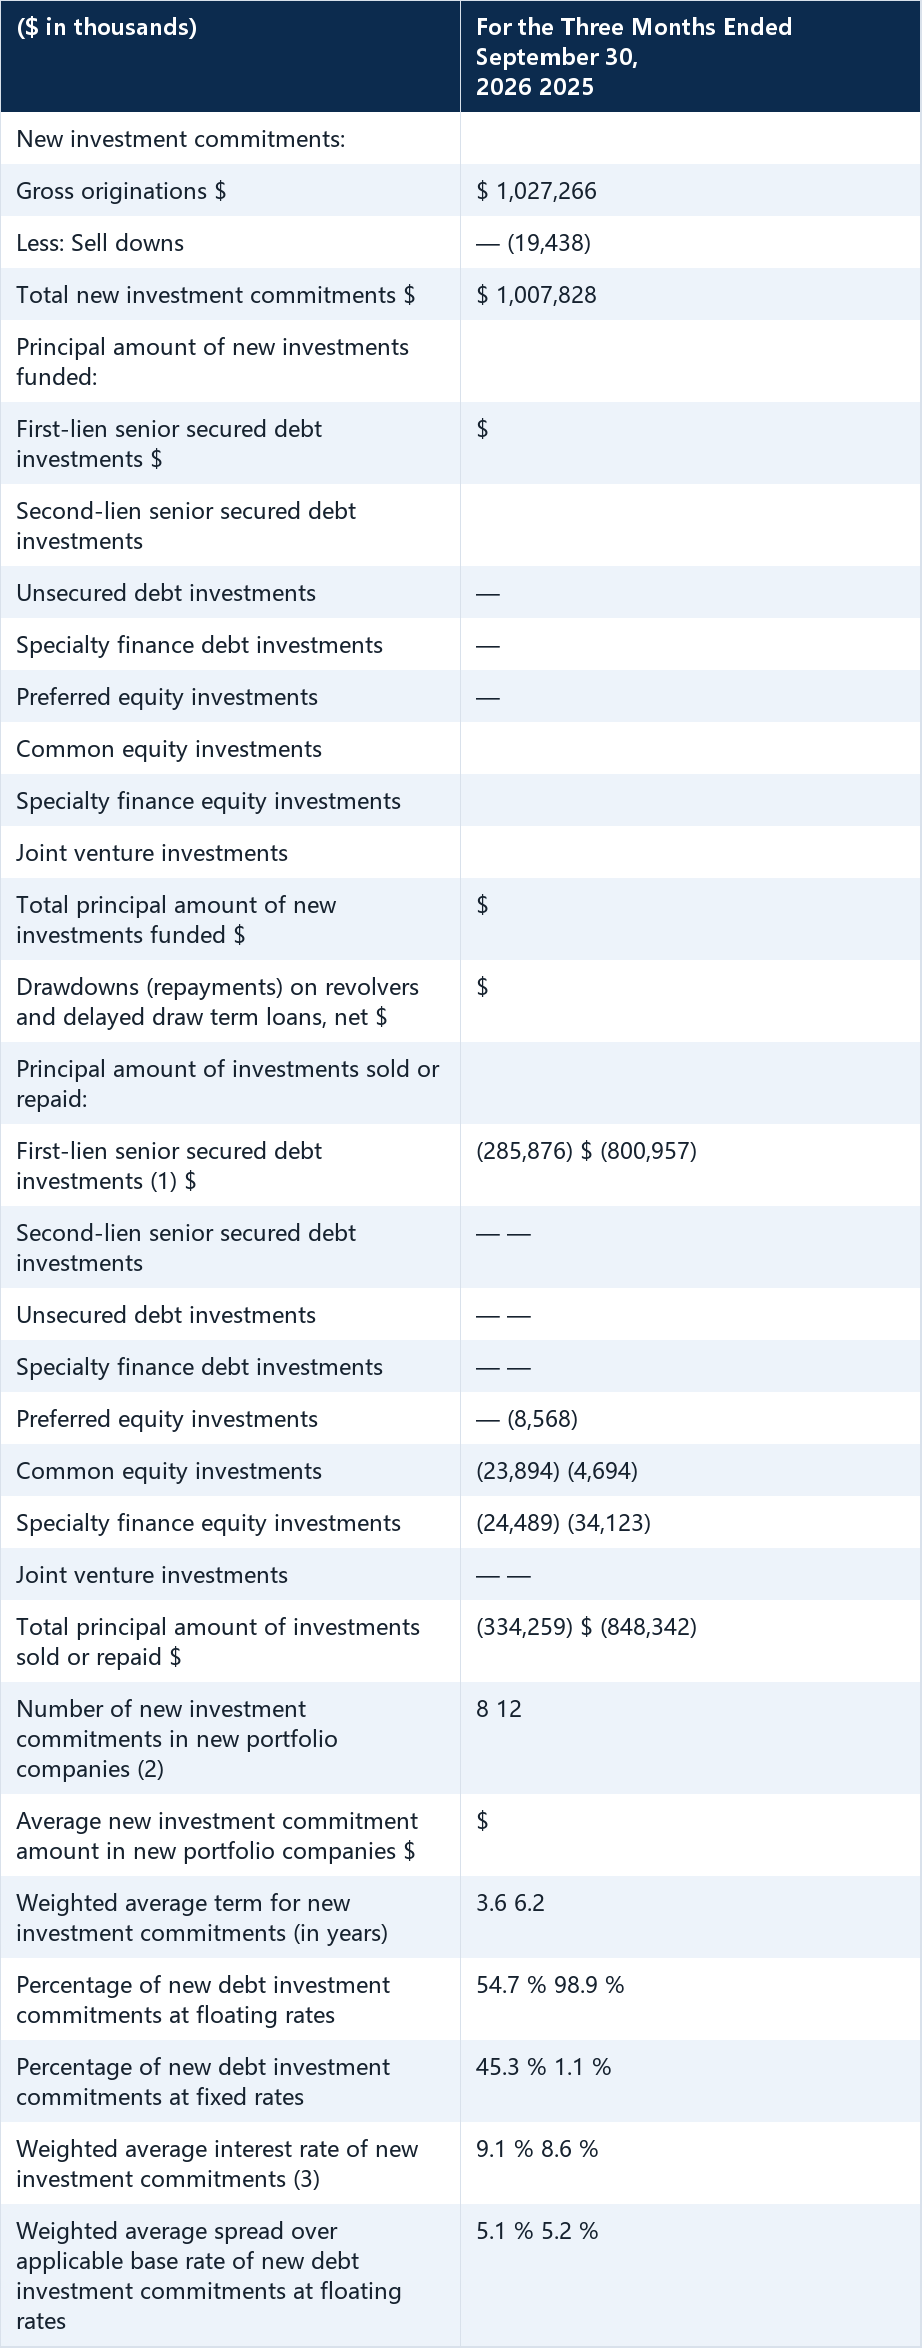 ($ in thousands) For the Three Months Ended
September 30,
2026 2025
New investment commitments:
Gross originations $ $ 1,027,266
Less: Sell downs — (19,438)
Total new investment commitments $ $ 1,007,828
Principal amount of new investments
funded:
First-lien senior secured debt $
investments $
Second-lien senior secured debt
investments
Unsecured debt investments —
Specialty finance debt investments —
Preferred equity investments —
Common equity investments
Specialty finance equity investments
Joint venture investments
Total principal amount of new $
investments funded $
Drawdowns (repayments) on revolvers $
and delayed draw term loans, net $
Principal amount of investments sold or
repaid:
First-lien senior secured debt (285,876) $ (800,957)
investments (1) $
Second-lien senior secured debt — —
investments
Unsecured debt investments — —
Specialty finance debt investments — —
Preferred equity investments — (8,568)
Common equity investments (23,894) (4,694)
Specialty finance equity investments (24,489) (34,123)
Joint venture investments — —
Total principal amount of investments (334,259) $ (848,342)
sold or repaid $
Number of new investment 8 12
commitments in new portfolio
companies (2)
Average new investment commitment $
amount in new portfolio companies $
Weighted average term for new 3.6 6.2
investment commitments (in years)
Percentage of new debt investment 54.7 % 98.9 %
commitments at floating rates
Percentage of new debt investment 45.3 % 1.1 %
commitments at fixed rates
Weighted average interest rate of new 9.1 % 8.6 %
investment commitments (3)
Weighted average spread over 5.1 % 5.2 %
applicable base rate of new debt
investment commitments at floating
rates